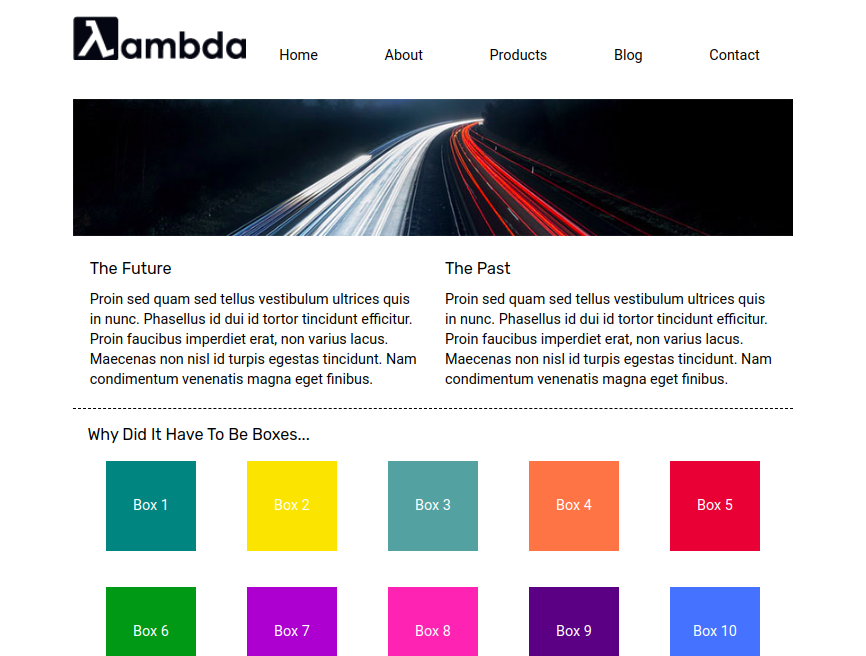 λambda
Home About Products Blog Contact
The Future
Proin sed quam sed tellus vestibulum ultrices quis
in nunc. Phasellus id dui id tortor tincidunt efficitur.
Proin faucibus imperdiet erat, non varius lacus.
Maecenas non nisl id turpis egestas tincidunt. Nam
condimentum venenatis magna eget finibus.
The Past
Proin sed quam sed tellus vestibulum ultrices quis
in nunc. Phasellus id dui id tortor tincidunt efficitur.
Proin faucibus imperdiet erat, non varius lacus.
Maecenas non nisl id turpis egestas tincidunt. Nam
condimentum venenatis magna eget finibus.
Why Did It Have To Be Boxes...
Box 1 Box 2 Box 3 Box 4 Box 5
Box 6 Box 7 Box 8 Box 9 Box 10